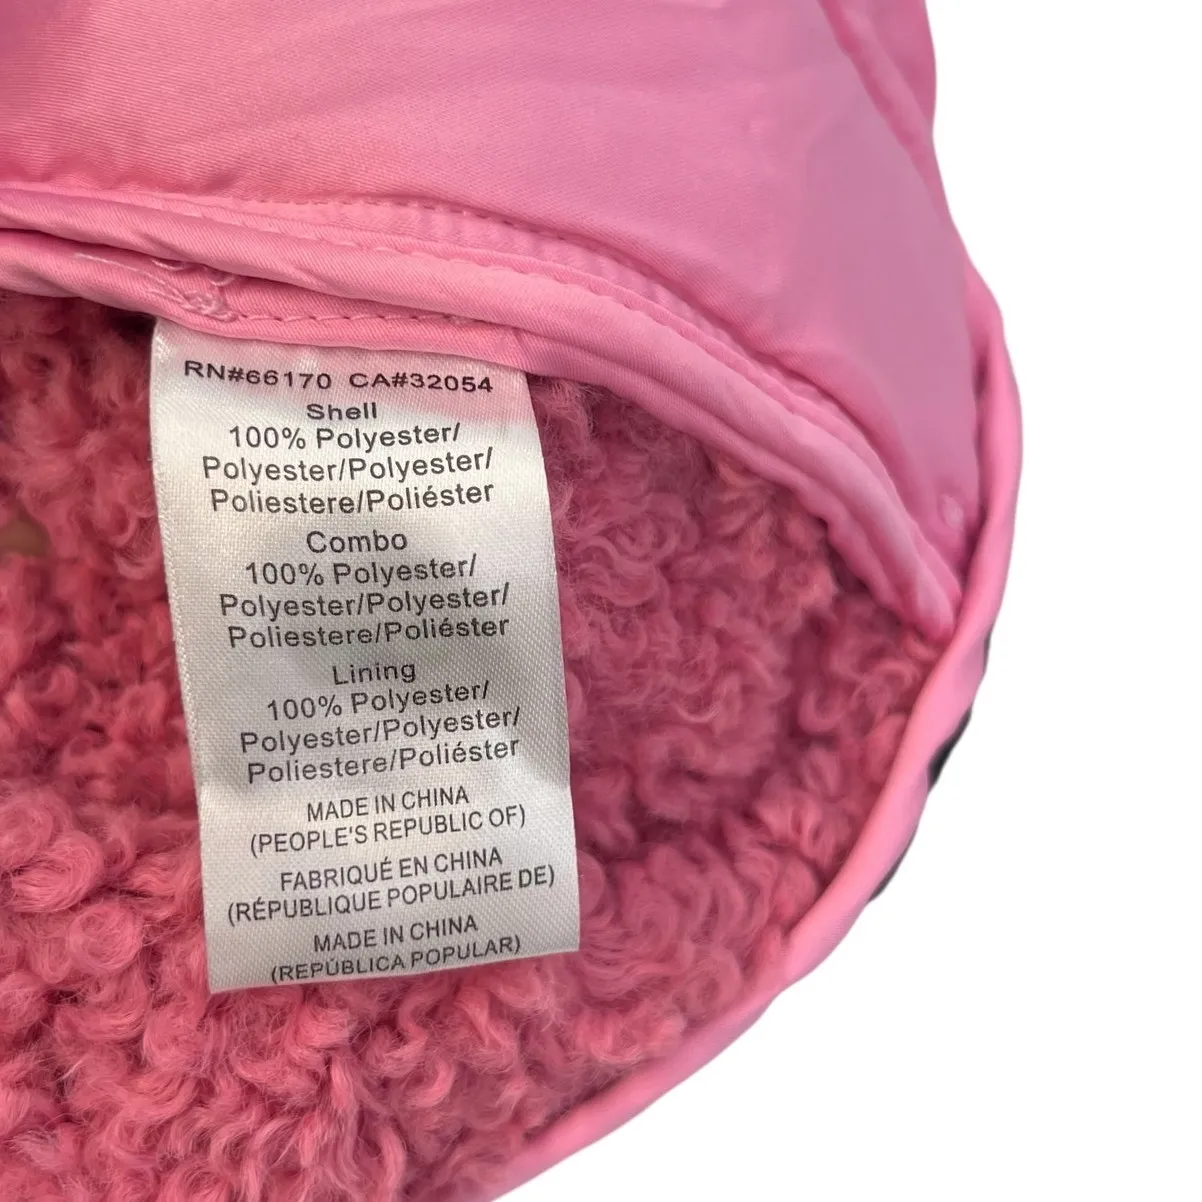 RN#66170 CA#32054
Shell
100% Polyester/
Polyester/Polyester/
Poliestere/Poliéster
Combo
100% Polyester/
Polyester/Polyester/
Poliestere/Poliéster
Lining
100% Polyester/
Polyester/Polyester/
Poliestere/Poliéster
MADE IN CHINA
(PEOPLE'S REPUBLIC OF)
FABRIQUÉ EN CHINA
(RÉPUBLIQUE POPULAIRE DE)
MADE IN CHINA
(REPÚBLICA POPULAR)